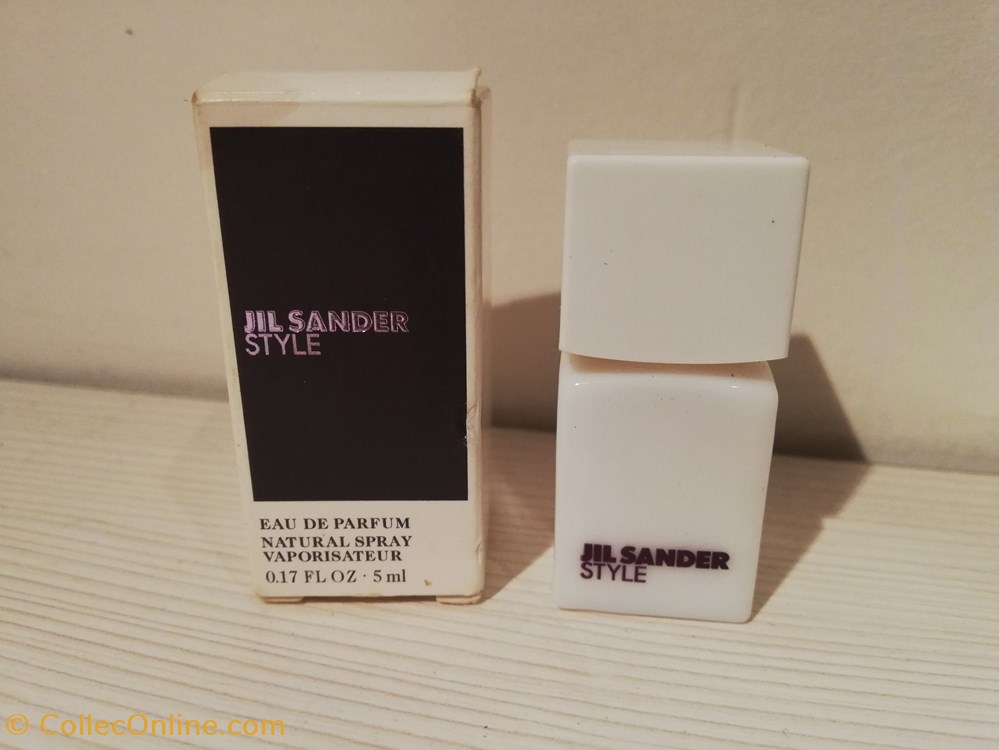 JIL SANDER
STYLE
EAU DE PARFUM
NATURAL SPRAY
VAPORISATEUR
0.17 FL OZ · 5 ml
JIL SANDER
STYLE
© CollecOnline.com